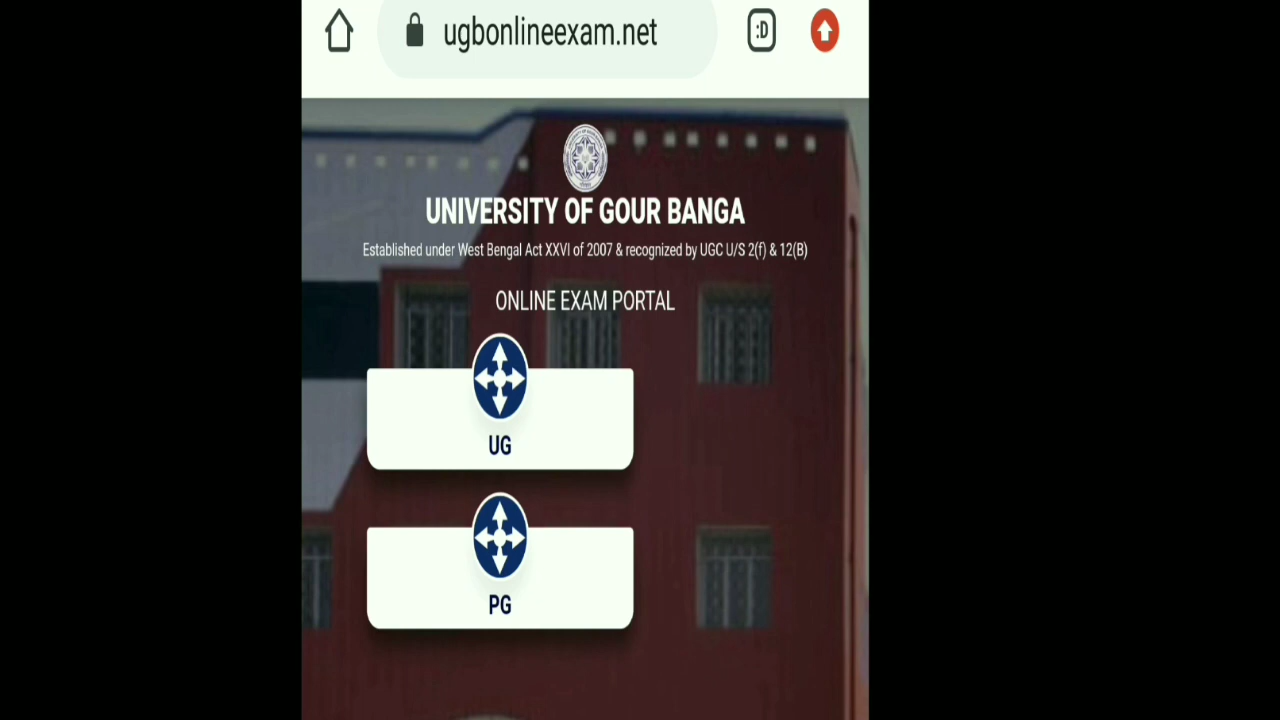 ugbonlineexam.net
:D
UNIVERSITY OF GOUR BANGA
Established under West Bengal Act XXVI of 2007 & recognized by UGC U/S 2(f) & 12(B)
ONLINE EXAM PORTAL
UG
PG